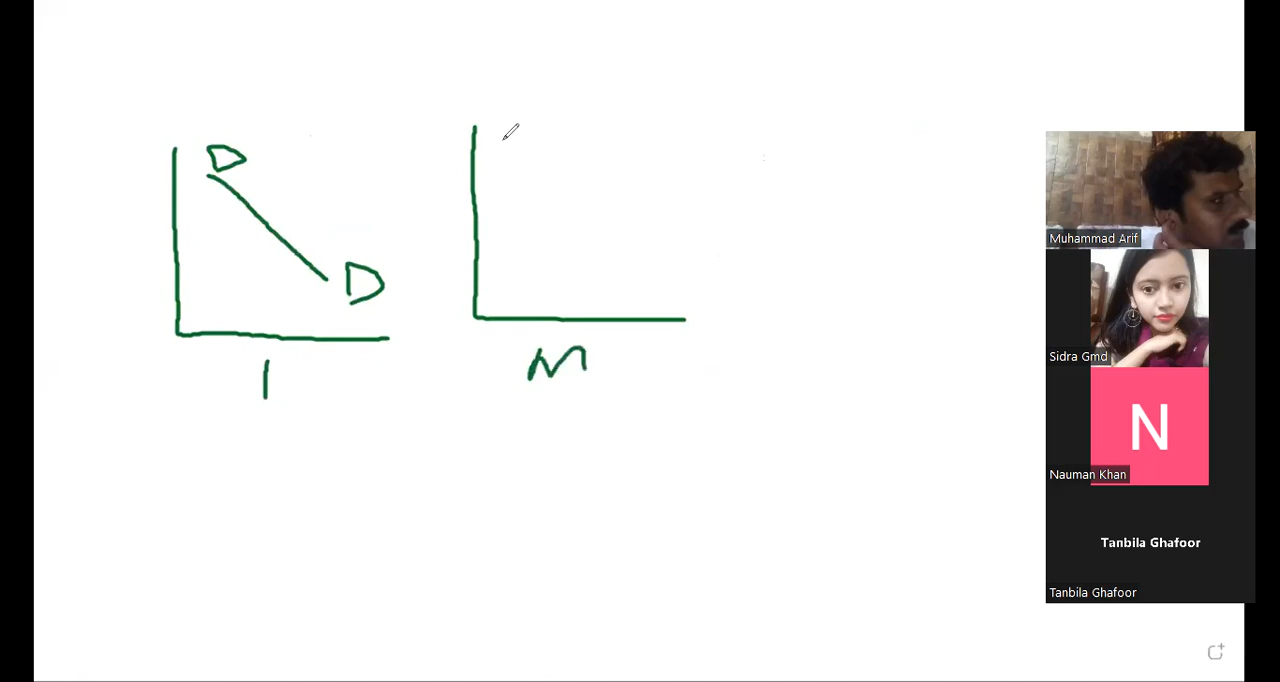 D
D
I
M
Muhammad Arif
Sidra Gmd
N
Nauman Khan
Tanbila Ghafoor
Tanbila Ghafoor